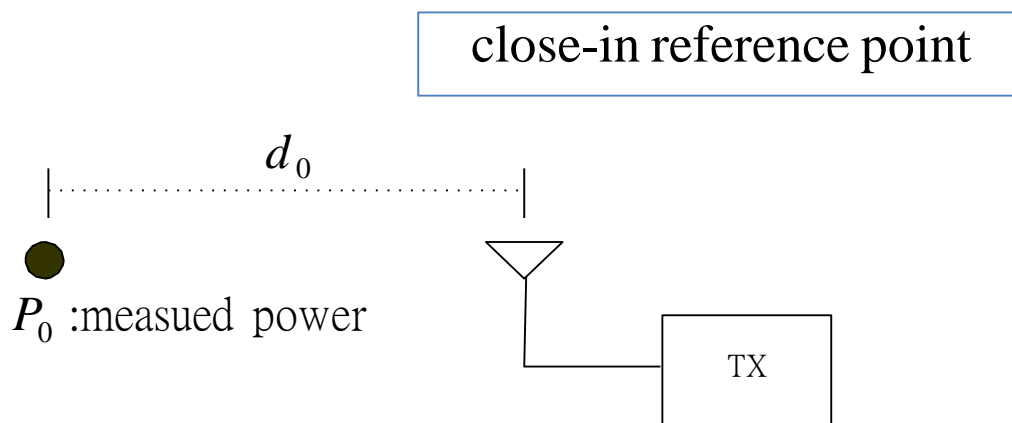 close-in reference point
d₀
P₀ :measued power
TX